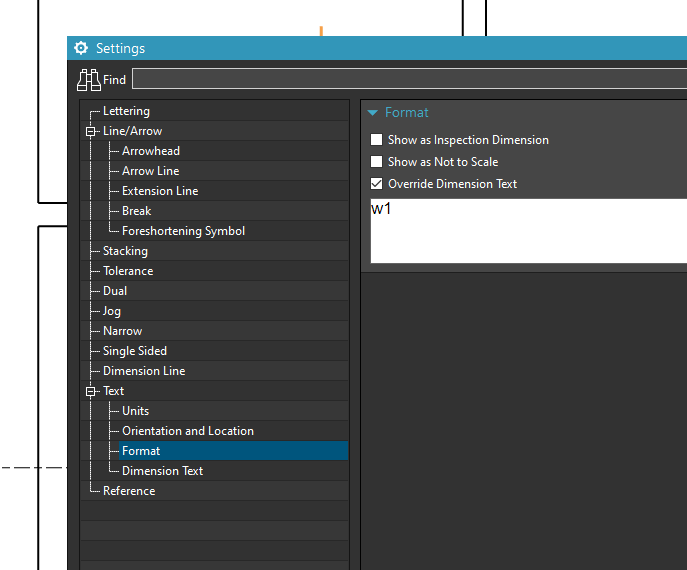 Settings
Find
Lettering
Line/Arrow
Arrowhead
Arrow Line
Extension Line
Break
Foreshortening Symbol
Stacking
Tolerance
Dual
Jog
Narrow
Single Sided
Dimension Line
Text
Units
Orientation and Location
Format
Dimension Text
Reference
Format
Show as Inspection Dimension
Show as Not to Scale
Override Dimension Text
w1